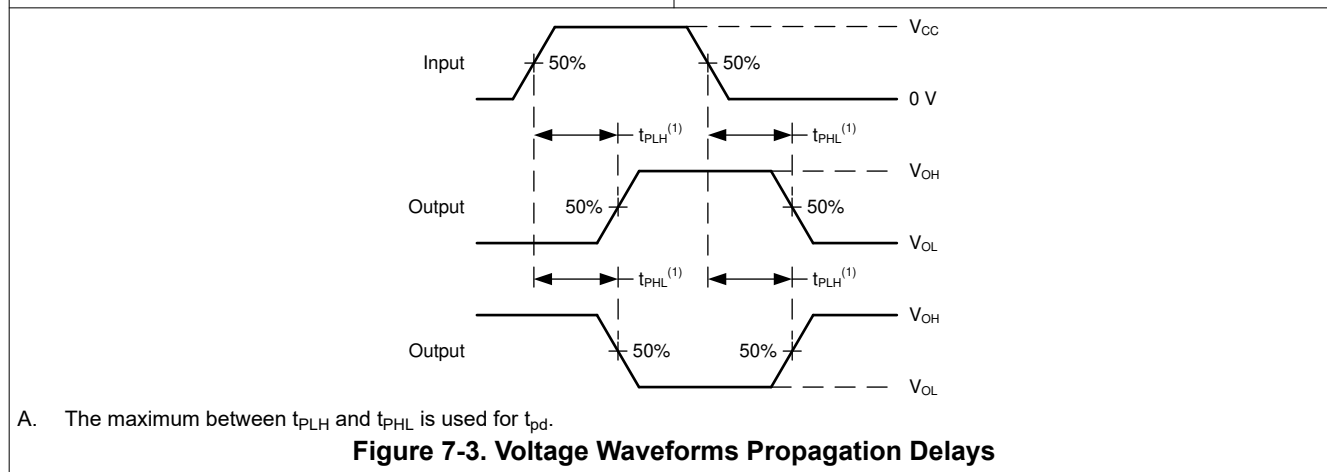 V_CC
Input
50%
50%
0 V
t_PLH^(1)
t_PHL^(1)
V_OH
Output
50%
50%
V_OL
t_PHL^(1)
t_PLH^(1)
V_OH
Output
50%
50%
V_OL
A. The maximum between t_PLH and t_PHL is used for t_pd.
Figure 7-3. Voltage Waveforms Propagation Delays